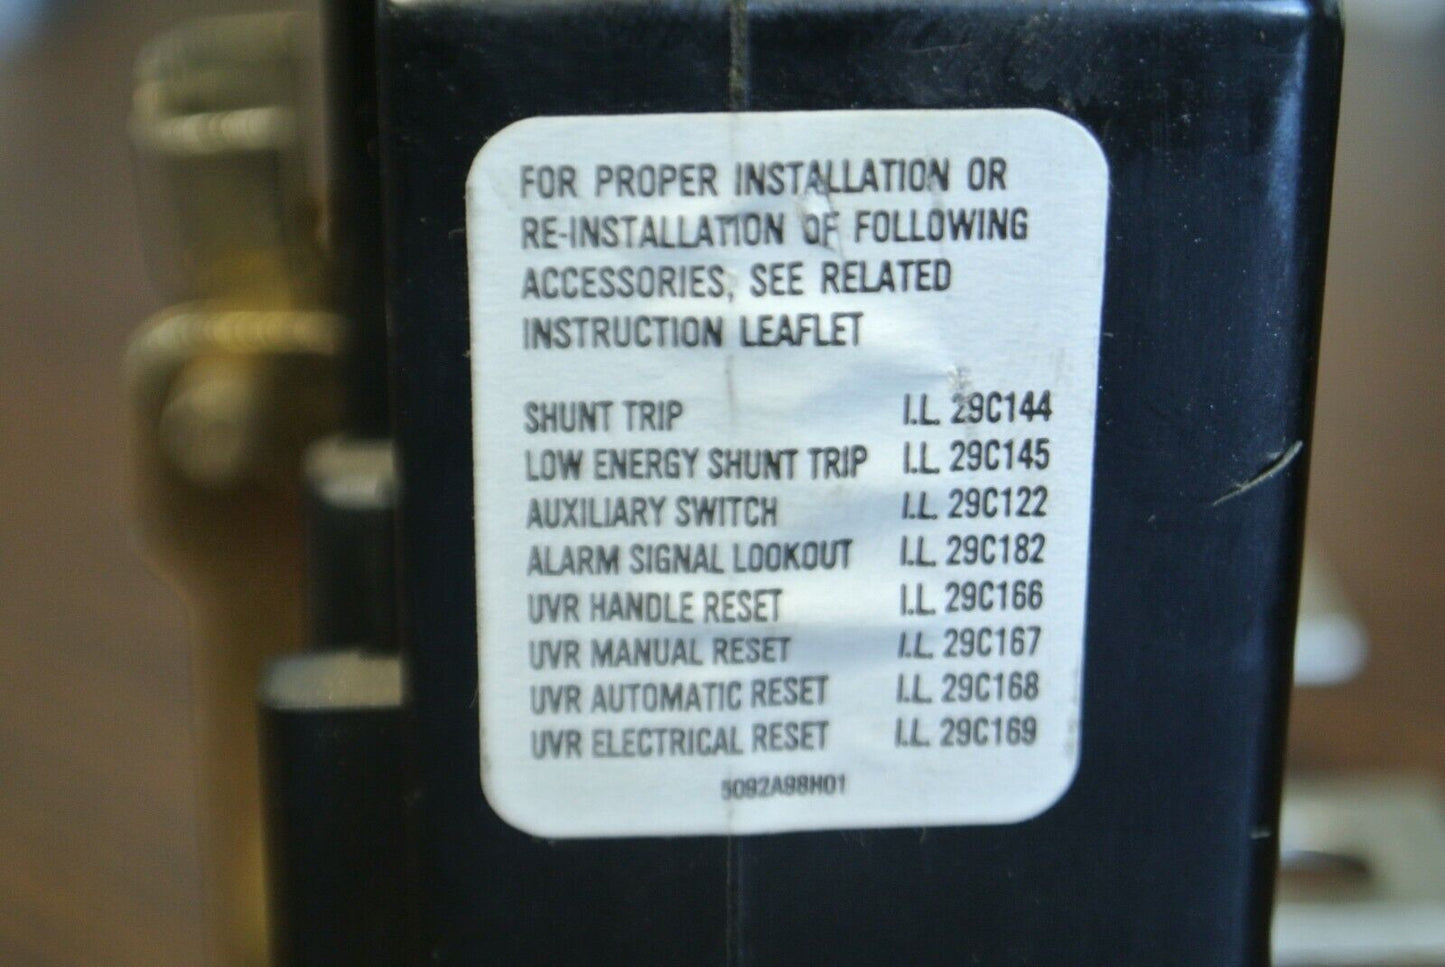 FOR PROPER INSTALLATION OR
RE-INSTALLATION OF FOLLOWING
ACCESSORIES, SEE RELATED
INSTRUCTION LEAFLET
SHUNT TRIP I.L. 29C144
LOW ENERGY SHUNT TRIP I.L. 29C145
AUXILIARY SWITCH I.L. 29C122
ALARM SIGNAL LOOKOUT I.L. 29C182
UVR HANDLE RESET I.L. 29C166
UVR MANUAL RESET I.L. 29C167
UVR AUTOMATIC RESET I.L. 29C168
UVR ELECTRICAL RESET I.L. 29C169
5092A98H01